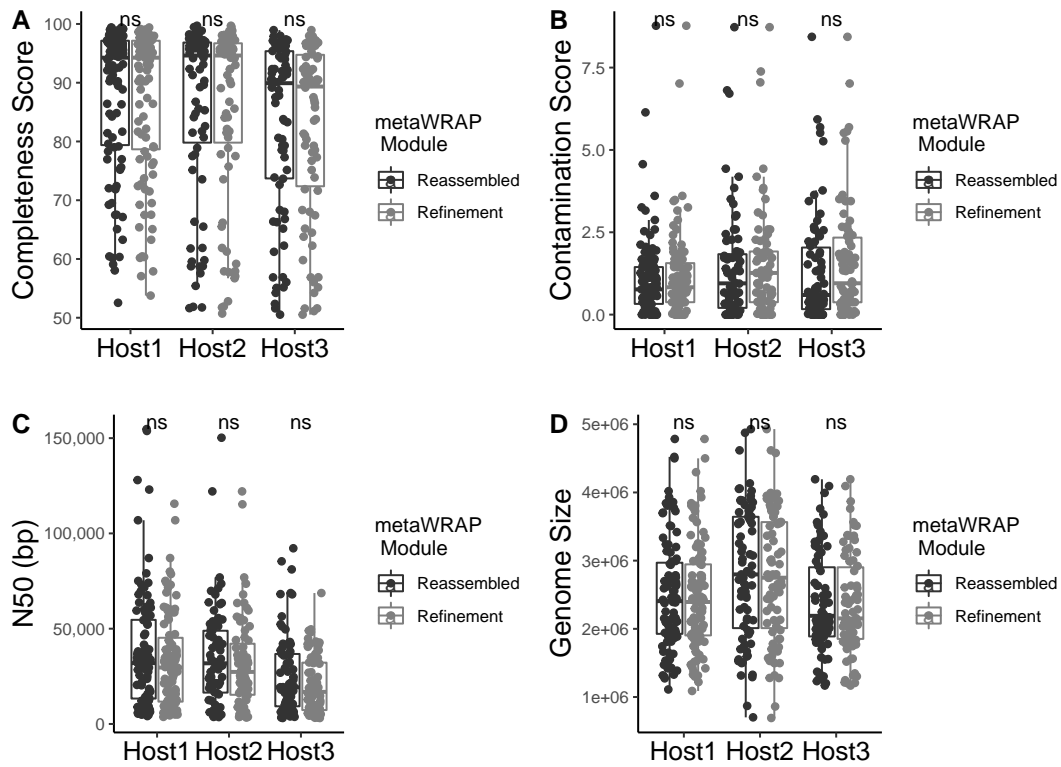 A
Completeness Score
100
90
80
70
60
50
ns ns ns
Host1 Host2 Host3
metaWRAP
Module
Reassembled
Refinement
B
Contamination Score
7.5
5.0
2.5
0.0
ns ns ns
Host1 Host2 Host3
metaWRAP
Module
Reassembled
Refinement
C
N50 (bp)
150,000
100,000
50,000
0
ns ns ns
Host1 Host2 Host3
metaWRAP
Module
Reassembled
Refinement
D
Genome Size
5e+06
4e+06
3e+06
2e+06
1e+06
ns ns ns
Host1 Host2 Host3
metaWRAP
Module
Reassembled
Refinement